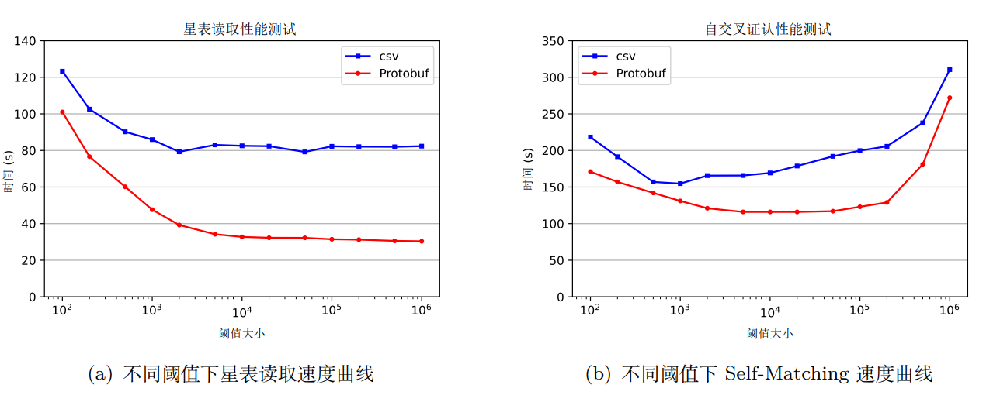 星表读取性能测试
140
120
100
80
60
40
20
0
时间 (s)
csv
Protobuf
10²
10³
10⁴
10⁵
10⁶
阈值大小
(a) 不同阈值下星表读取速度曲线
自交叉证认性能测试
350
300
250
200
150
100
50
0
时间 (s)
csv
Protobuf
10²
10³
10⁴
10⁵
10⁶
阈值大小
(b) 不同阈值下 Self-Matching 速度曲线